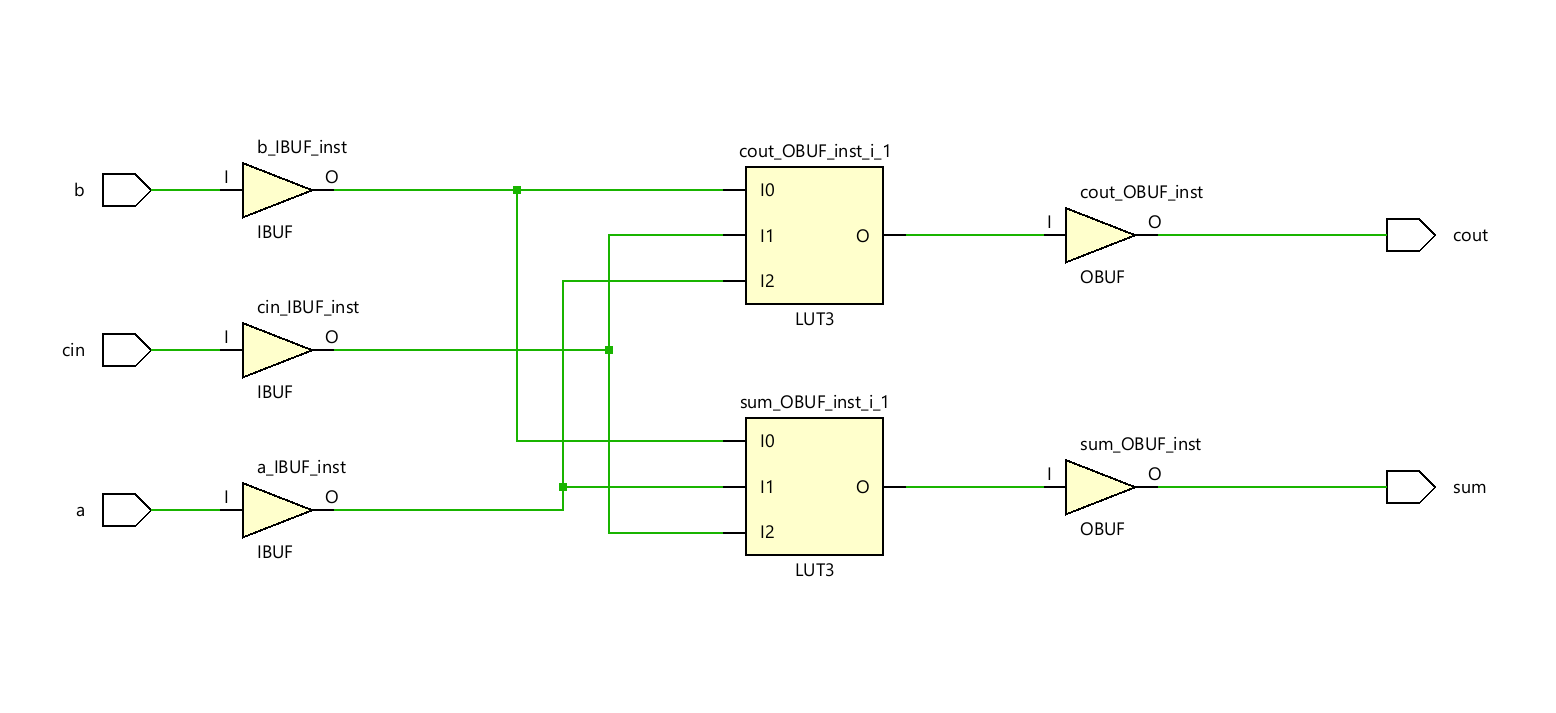 b_IBUF_inst
b
I
O
IBUF
cin_IBUF_inst
cin
I
O
IBUF
a_IBUF_inst
a
I
O
IBUF
cout_OBUF_inst_i_1
I0
I1
I2
O
LUT3
sum_OBUF_inst_i_1
I0
I1
I2
O
LUT3
cout_OBUF_inst
I
O
OBUF
cout
sum_OBUF_inst
I
O
OBUF
sum